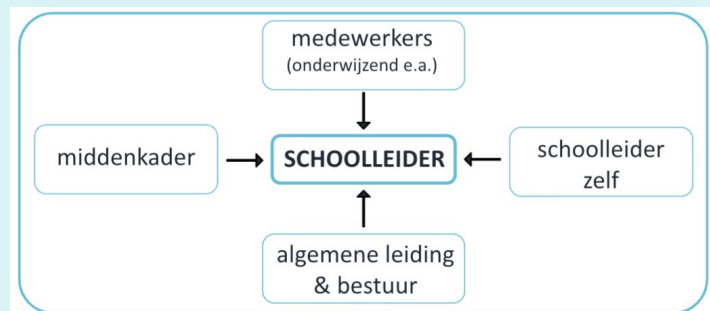 medewerkers
(onderwijzend e.a.)
middenkader
SCHOOLLEIDER
schoolleider
zelf
algemene leiding
& bestuur